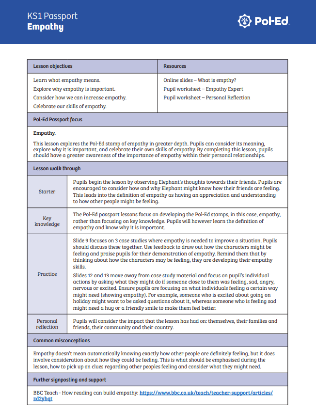 KS1 Passport
Empathy
Pol-Ed
Lesson objectives
Resources
Learn what empathy means.
Explore why empathy is important.
Consider how we can increase empathy.
Celebrate our skills of empathy.
Online slides – What is empthy?
Pupil worksheet – Empathy Expert
Pupil worksheet – Personal Reflection
Pol-Ed Passport focus
Empathy.
This lesson explores the Pol-Ed stamp of empathy in greater depth. Pupils can consider its meaning,
explore why it is important, and celebrate their own skills of empathy. By completing this lesson, pupils
should have a greater awareness of the importance of empathy within their personal relationships.
Lesson walk through
Starter
Pupils begin the lesson by observing Elephant's thoughts towards their friends. Pupils are
encouraged to consider how and why Elephant might know how their friends are feeling.
This leads into the definition of empathy as having an appreciation and understanding
to how other people might be feeling.
Key
knowledge
The Pol-Ed passport lessons focus on developing the Pol-Ed stamps, in this case, empathy,
rather than focusing on key knowledge. Pupils will however learn the definition of
empathy and know why it is important.
Practice
Slide 4 focuses on 3 case studies where empathy is needed to improve a situation. Pupils
should discuss these together. Use feedback to draw out how the characters might be
feeling and praise pupils for their demonstration of empathy. Remind them that by
thinking about how the characters may be feeling, they are developing their empathy
skills.
Slides 12 and 13 move away from case study material and focus on pupil's individual
actions by asking what they might do if someone close to them was feeling, sad, angry,
nervous or excited. Ensure pupils are focusing on what individuals feeling a certain way
might need (showing empathy). For example, someone who is excited about going on
holiday might want to be asked questions about it, whereas someone who is feeling sad
might need a hug or a friendly smile to make them feel better.
Personal
reflection
Pupils will consider the impact that the lesson has had on; themselves, their families and
friends, their community and their country.
Common misconceptions
Empathy doesn't mean automatically knowing exactly how other people are definitely feeling, but it does
involve consideration about how they could be feeling. This is what should be emphasised during the
lesson, how to pick up on clues regarding other peoples feeling and consider what they might need.
Further signposting and support
BBC Teach - How reading can build empathy: https://www.bbc.co.uk/teach/teacher-support/articles/